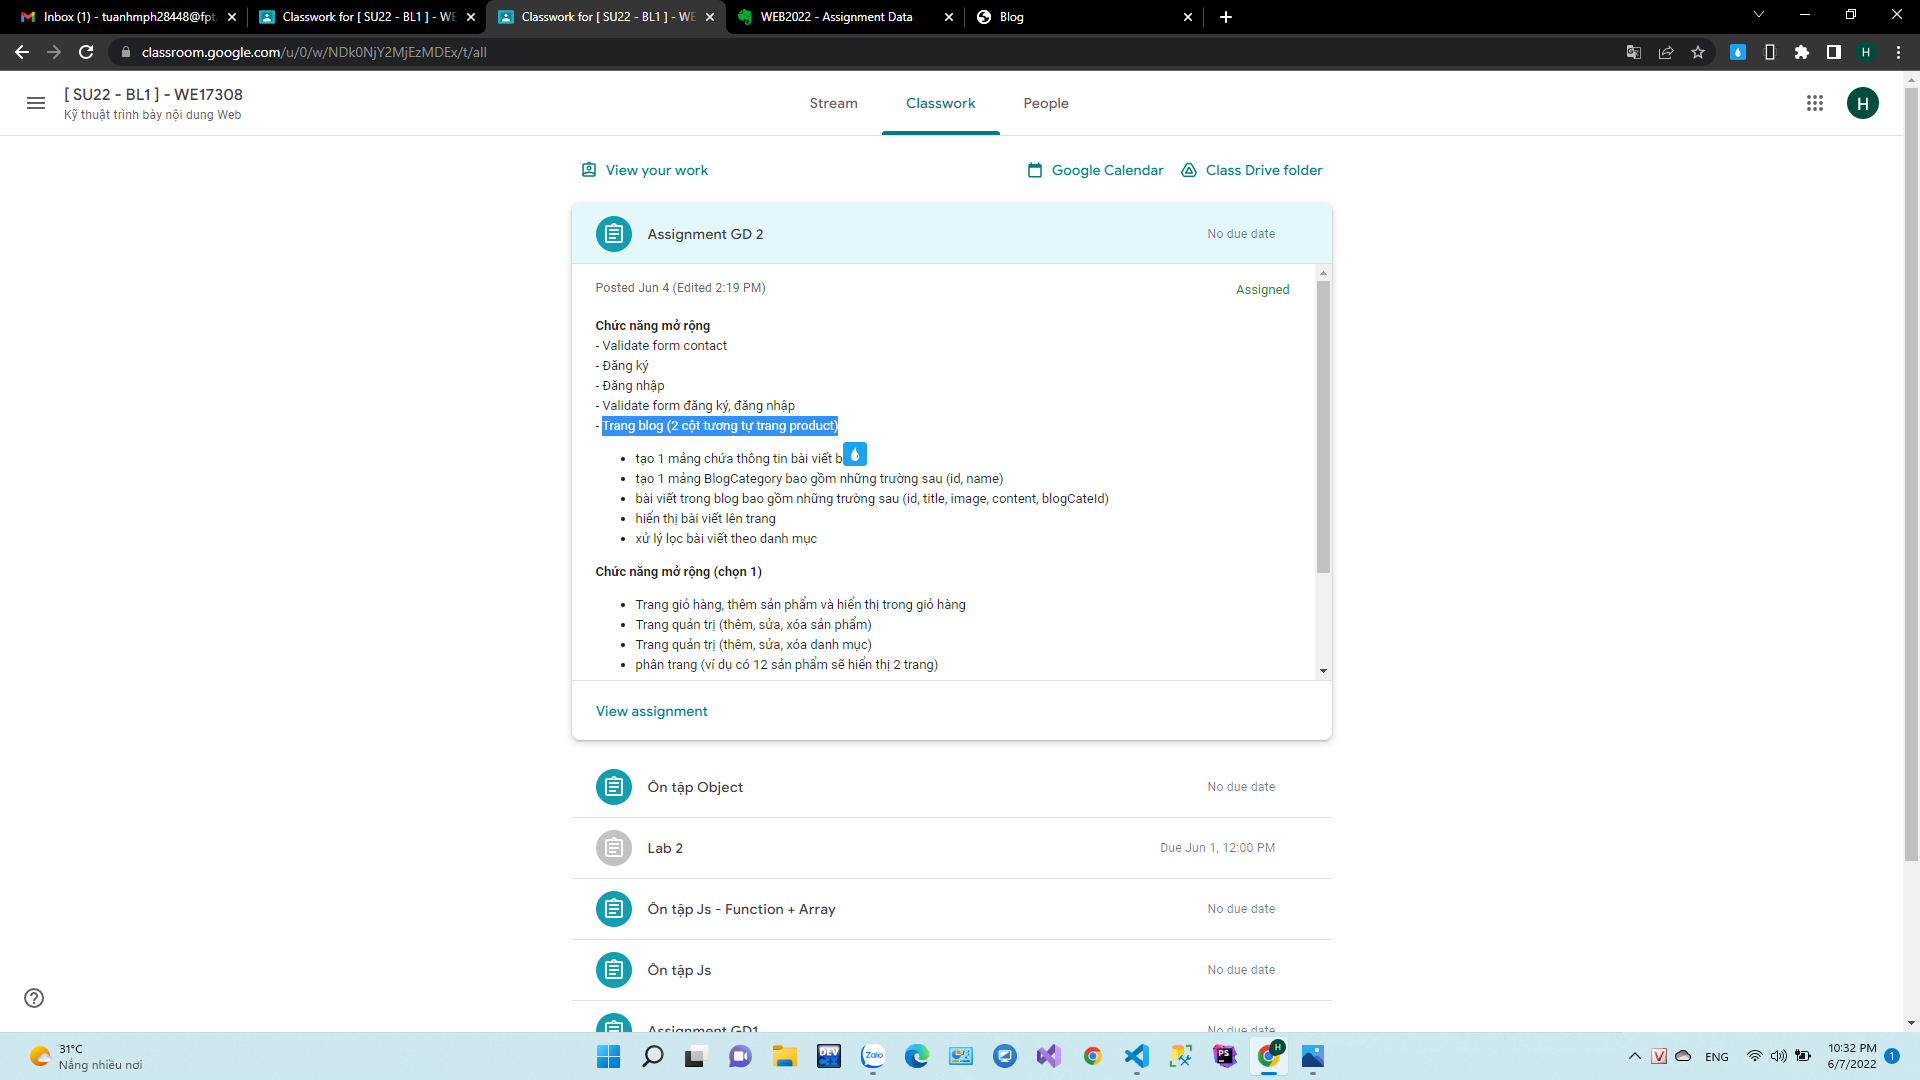 Inbox (1) - tuanhmph28448@fpt
Classwork for [ SU22 - BL1 ] - WE
Classwork for [ SU22 - BL1 ] - WE
WEB2022 - Assignment Data
Blog
classroom.google.com/u/0/w/NDk0NjY2MjEzMDEx/t/all
H
[ SU22 - BL1 ] - WE17308
Kỹ thuật trình bày nội dung Web
Stream
Classwork
People
H
View your work
Google Calendar
Class Drive folder
Assignment GD 2
No due date
Posted Jun 4 (Edited 2:19 PM)
Assigned
Chức năng mở rộng
- Validate form contact
- Đăng ký
- Đăng nhập
- Validate form đăng ký, đăng nhập
- Trang blog (2 cột tương tự trang product)
• tạo 1 mảng chứa thông tin bài viết b
• tạo 1 mảng BlogCategory bao gồm những trường sau (id, name)
• bài viết trong blog bao gồm những trường sau (id, title, image, content, blogCateId)
• hiển thị bài viết lên trang
• xử lý lọc bài viết theo danh mục
Chức năng mở rộng (chọn 1)
• Trang giỏ hàng, thêm sản phẩm và hiển thị trong giỏ hàng
• Trang quản trị (thêm, sửa, xóa sản phẩm)
• Trang quản trị (thêm, sửa, xóa danh mục)
• phân trang (ví dụ có 12 sản phẩm sẽ hiển thị 2 trang)
View assignment
Ôn tập Object
No due date
Lab 2
Due Jun 1, 12:00 PM
Ôn tập Js - Function + Array
No due date
Ôn tập Js
No due date
Assignment GD1
No due date
31°C
Nắng nhiều nơi
DEV
Zalo
PS
H
V
ENG
10:32 PM
6/7/2022
1